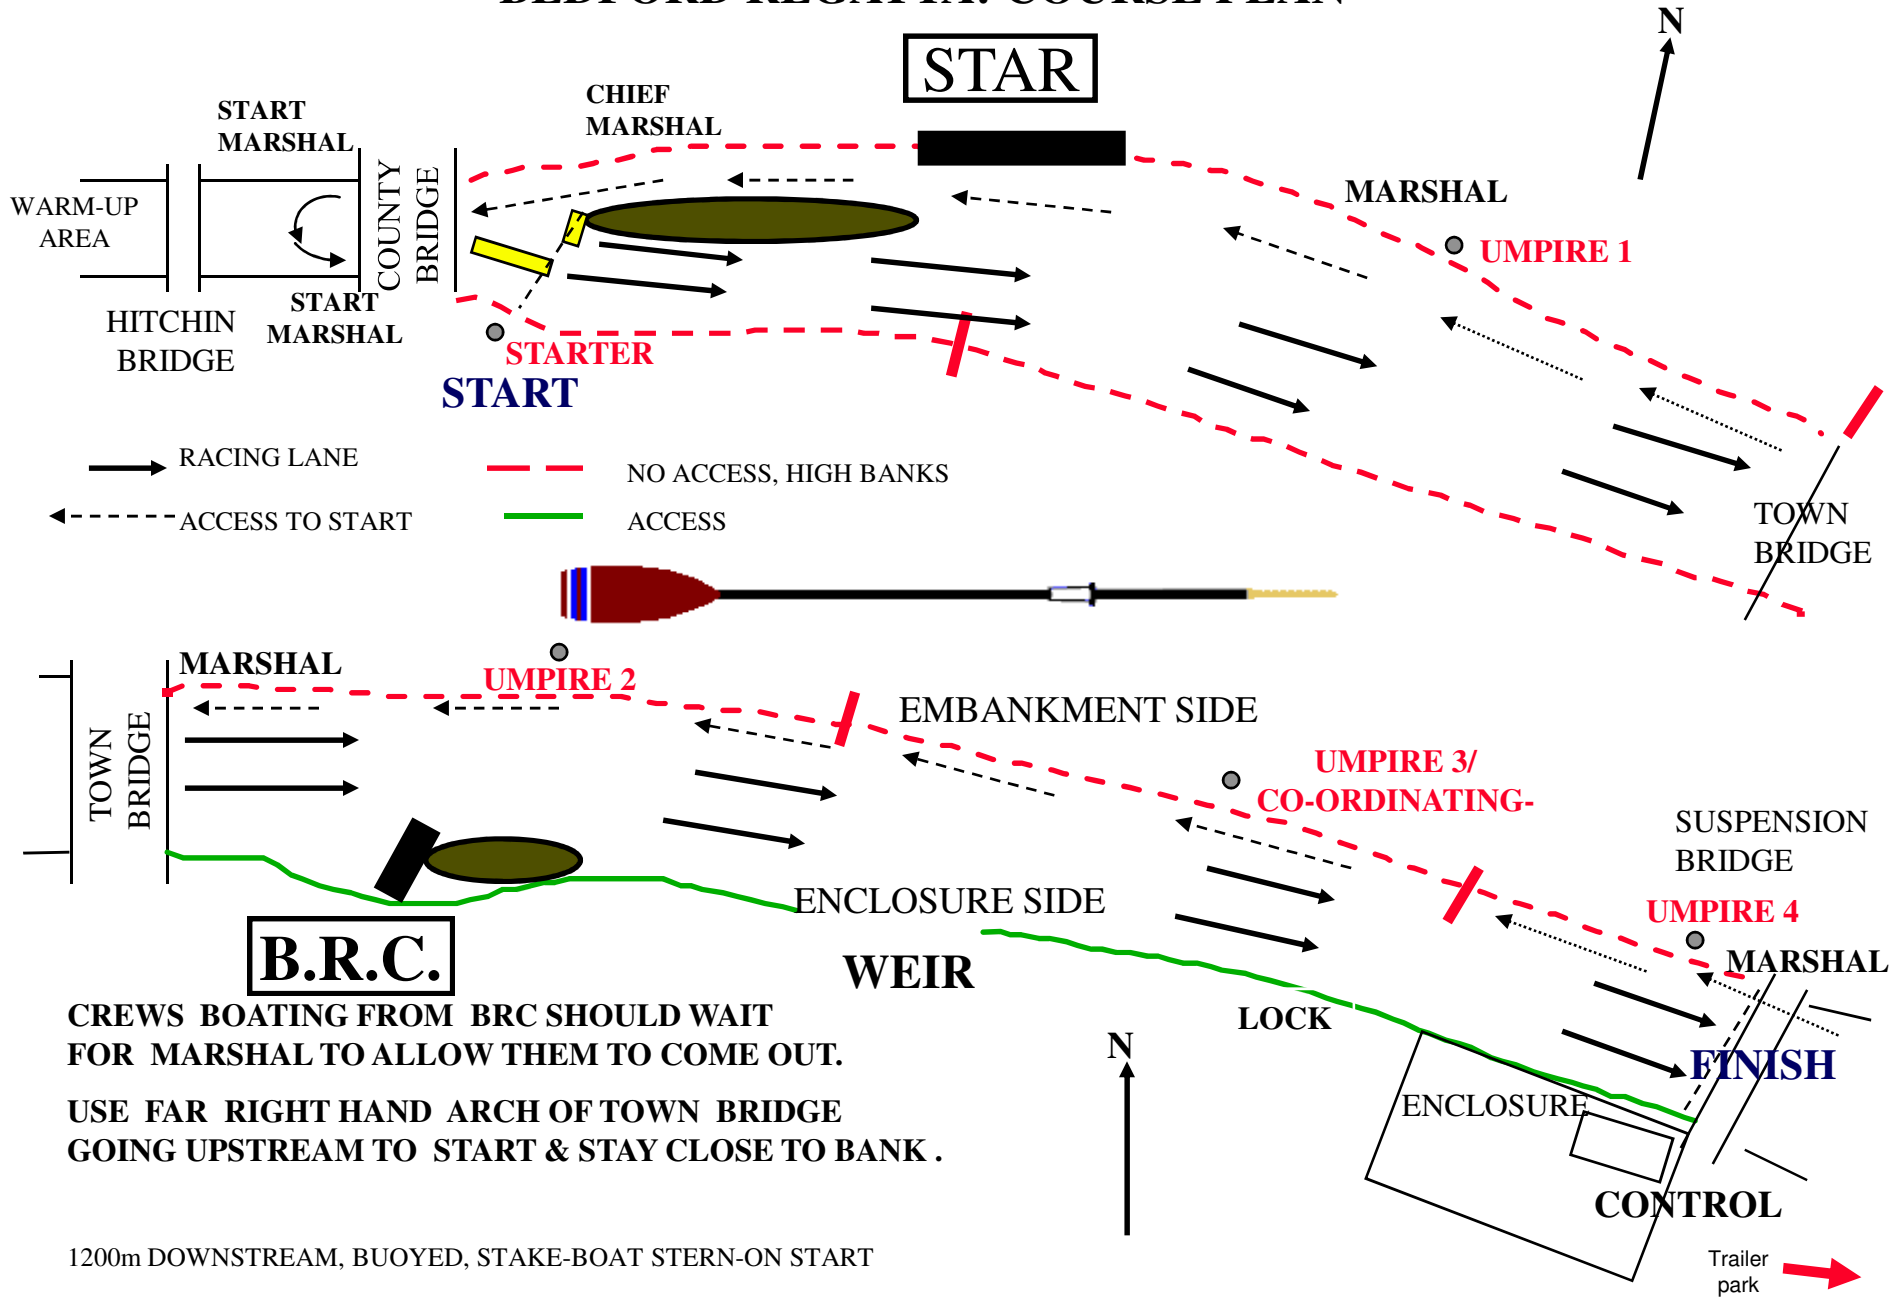 BEDFORD REGATTA: COURSE PLAN
N
STAR
START
MARSHAL
CHIEF
MARSHAL
COUNTY
BRIDGE
WARM-UP
AREA
MARSHAL
UMPIRE 1
START
MARSHAL
HITCHIN
BRIDGE
STARTER
START
RACING LANE
NO ACCESS, HIGH BANKS
ACCESS TO START
ACCESS
TOWN
BRIDGE
MARSHAL
UMPIRE 2
TOWN
BRIDGE
EMBANKMENT SIDE
UMPIRE 3/
CO-ORDINATING-
SUSPENSION
BRIDGE
ENCLOSURE SIDE
UMPIRE 4
B.R.C.
WEIR
MARSHAL
CREWS BOATING FROM BRC SHOULD WAIT
FOR MARSHAL TO ALLOW THEM TO COME OUT.
LOCK
N
FINISH
USE FAR RIGHT HAND ARCH OF TOWN BRIDGE
GOING UPSTREAM TO START & STAY CLOSE TO BANK .
ENCLOSURE
CONTROL
1200m DOWNSTREAM, BUOYED, STAKE-BOAT STERN-ON START
Trailer
park